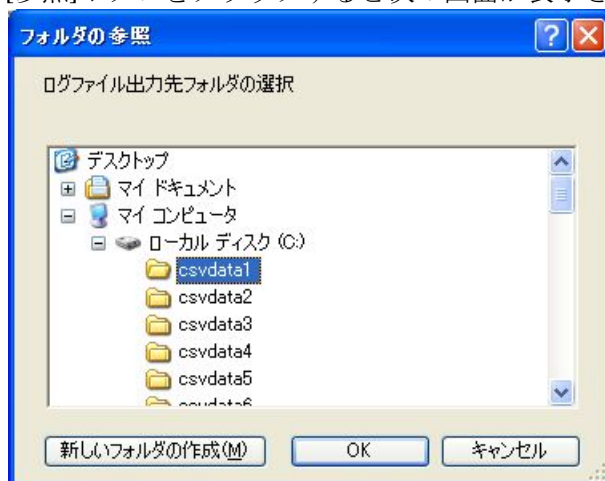 フォルダの参照
ログファイル出力先フォルダの選択
デスクトップ
マイ ドキュメント
マイ コンピュータ
ローカル ディスク (C:)
csvdata1
csvdata2
csvdata3
csvdata4
csvdata5
新しいフォルダの作成(M) OK キャンセル